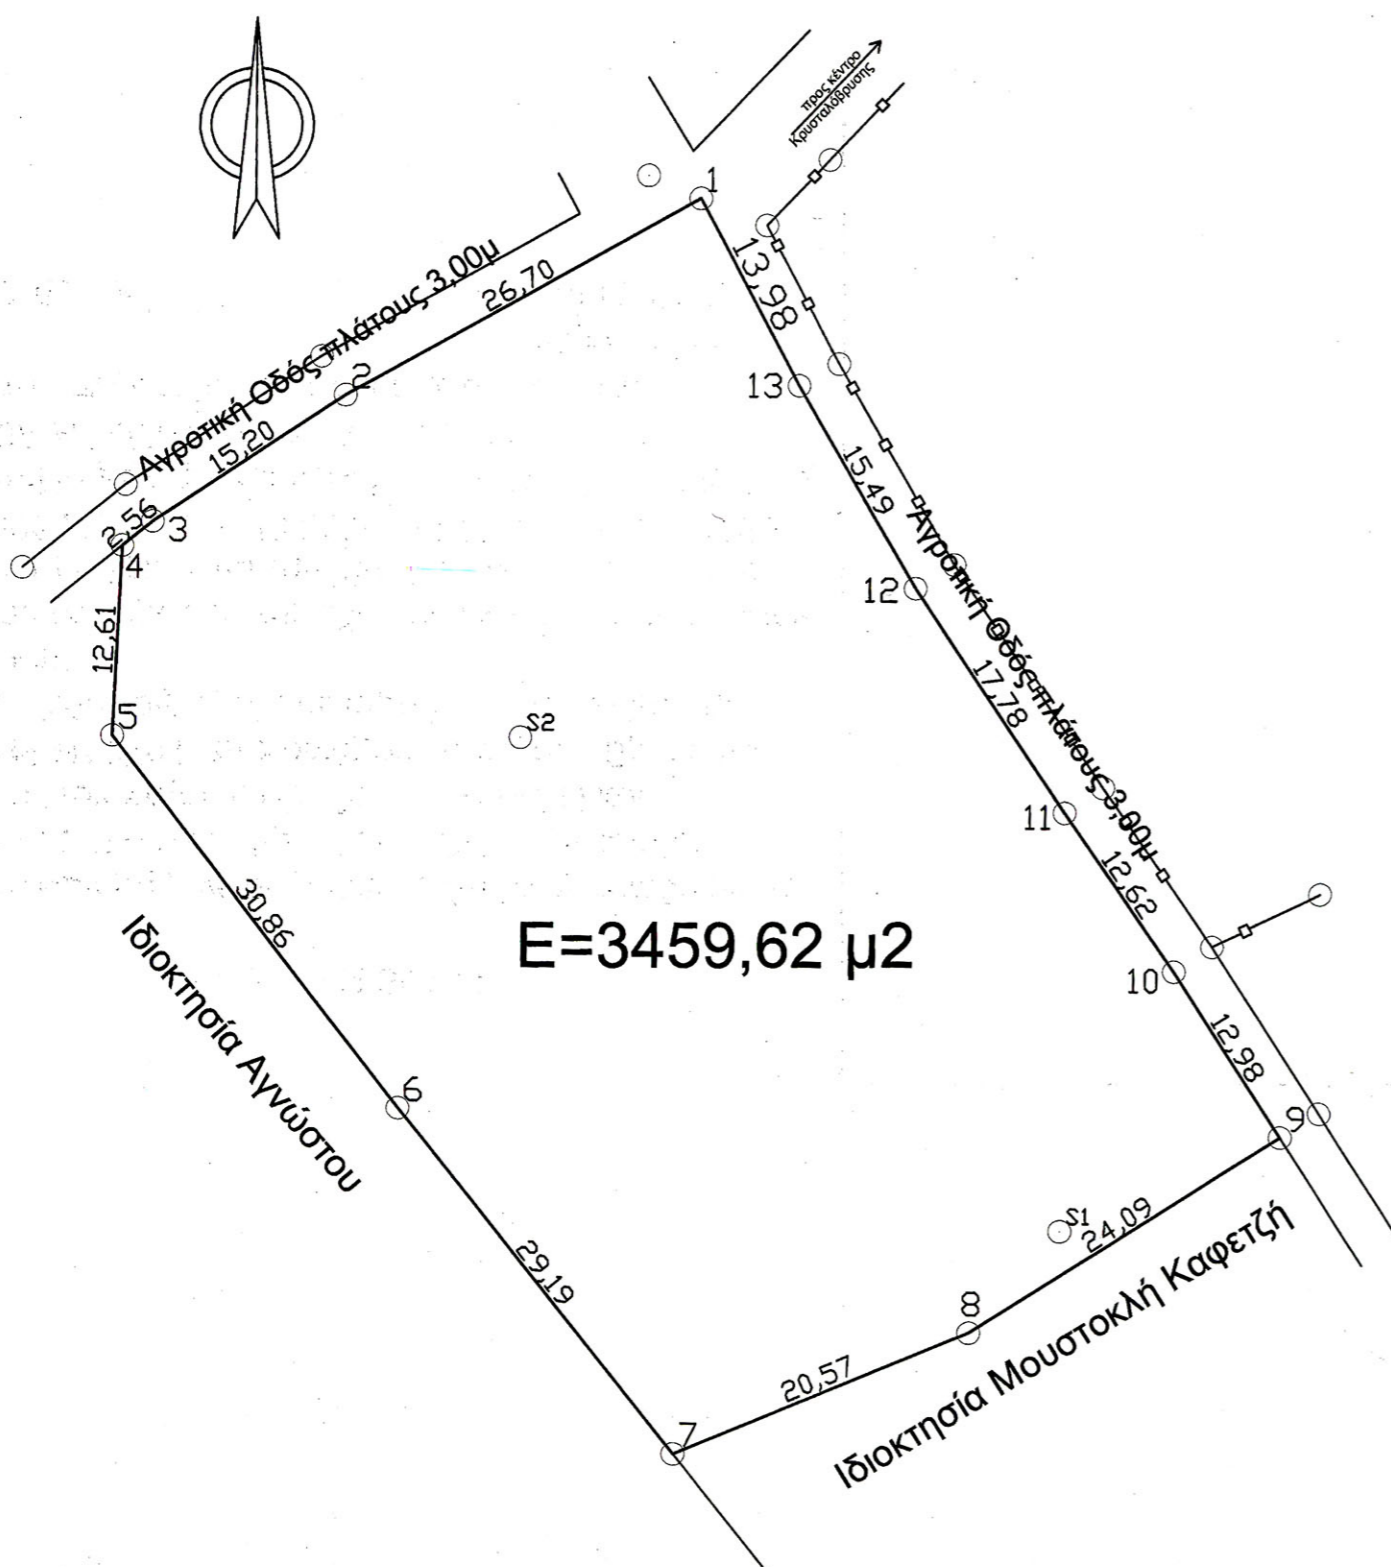 προς κέντρο
Κρυσταλόβρυσης
1
13,98
Αγροτική Οδός πλάτους 3,00μ
26,70
2
13
15,20
15,49
2,56
3
4
Αγροτική Οδός πλάτους 3,00μ
12
12,61
17,78
5
S2
11
12,62
30,86
Ε=3459,62 μ2
10
Ιδιοκτησία Αγνώστου
12,98
6
9
S1
24,09
29,19
8
Ιδιοκτησία Μουστοκλή Καφετζή
20,57
7